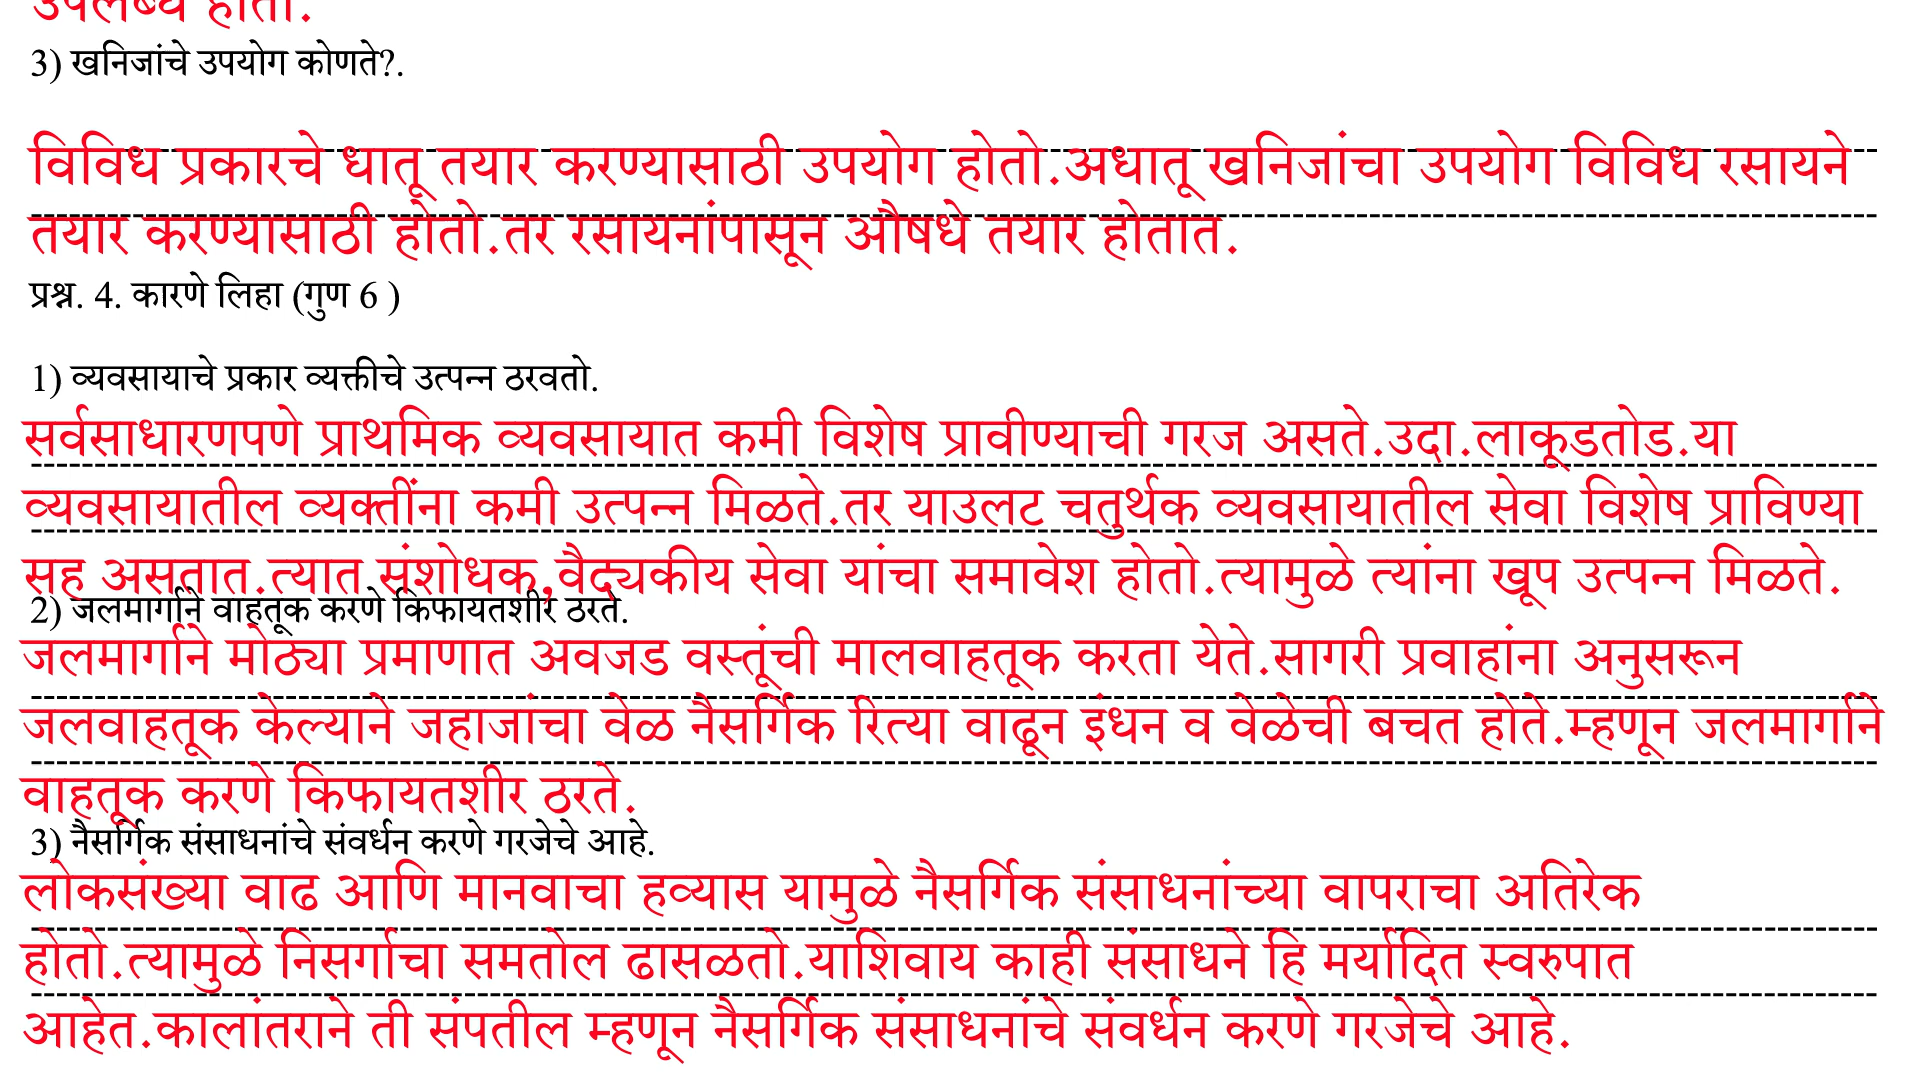 उपलब्ध होतो.
3) खनिजांचे उपयोग कोणते?.
विविध प्रकारचे धातू तयार करण्यासाठी उपयोग होतो.अधातू खनिजांचा उपयोग विविध रसायने
तयार करण्यासाठी होतो.तर रसायनांपासून औषधे तयार होतात.
प्रश्न. 4. कारणे लिहा (गुण 6 )
1) व्यवसायाचे प्रकार व्यक्तीचे उत्पन्न ठरवतो.
सर्वसाधारणपणे प्राथमिक व्यवसायात कमी विशेष प्रावीण्याची गरज असते.उदा.लाकूडतोड.या
व्यवसायातील व्यक्तींना कमी उत्पन्न मिळते.तर याउलट चतुर्थक व्यवसायातील सेवा विशेष प्राविण्या
सह असतात.त्यात संशोधक,वैद्यकीय सेवा यांचा समावेश होतो.त्यामुळे त्यांना खूप उत्पन्न मिळते.
2) जलमार्गाने वाहतूक करणे किफायतशीर ठरते.
जलमार्गाने मोठ्या प्रमाणात अवजड वस्तूंची मालवाहतूक करता येते.सागरी प्रवाहांना अनुसरून
जलवाहतूक केल्याने जहाजांचा वेळ नैसर्गिक रित्या वाढून इंधन व वेळेची बचत होते.म्हणून जलमार्गाने
वाहतूक करणे किफायतशीर ठरते.
3) नैसर्गिक संसाधनांचे संवर्धन करणे गरजेचे आहे.
लोकसंख्या वाढ आणि मानवाचा हव्यास यामुळे नैसर्गिक संसाधनांच्या वापराचा अतिरेक
होतो.त्यामुळे निसर्गाचा समतोल ढासळतो.याशिवाय काही संसाधने हि मर्यादित स्वरुपात
आहेत.कालांतराने ती संपतील म्हणून नैसर्गिक संसाधनांचे संवर्धन करणे गरजेचे आहे.